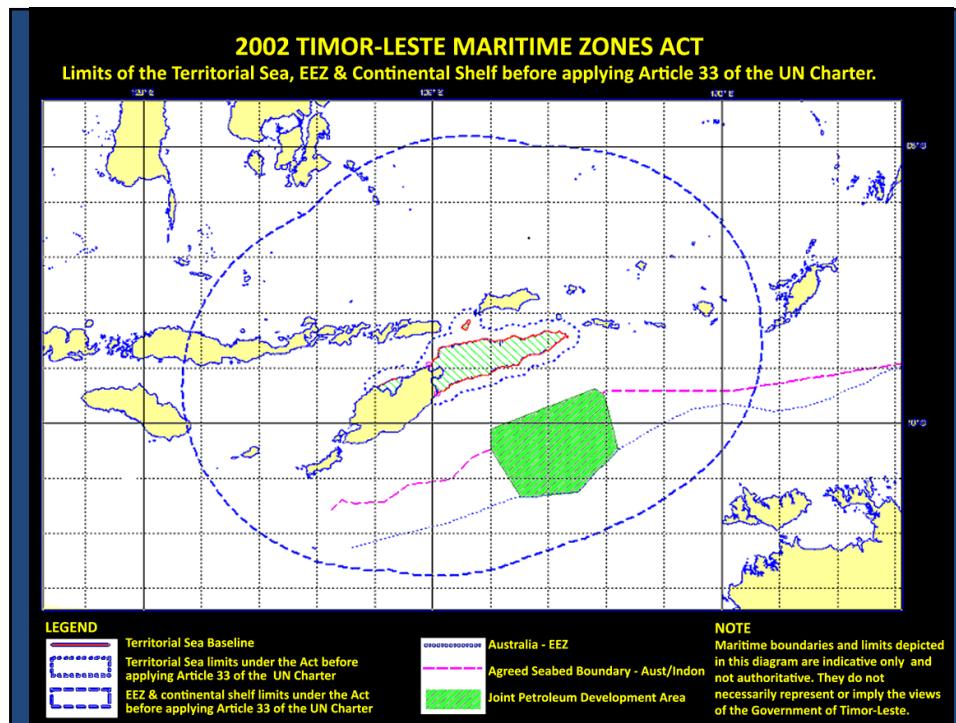 2002 TIMOR-LESTE MARITIME ZONES ACT
Limits of the Territorial Sea, EEZ & Continental Shelf before applying Article 33 of the UN Charter.
LEGEND
Territorial Sea Baseline
Territorial Sea limits under the Act before
applying Article 33 of the UN Charter
EEZ & continental shelf limits under the Act
before applying Article 33 of the UN Charter
Australia - EEZ
Agreed Seabed Boundary - Aust/Indon
Joint Petroleum Development Area
NOTE
Maritime boundaries and limits depicted
in this diagram are indicative only and
not authoritative. They do not
necessarily represent or imply the views
of the Government of Timor-Leste.